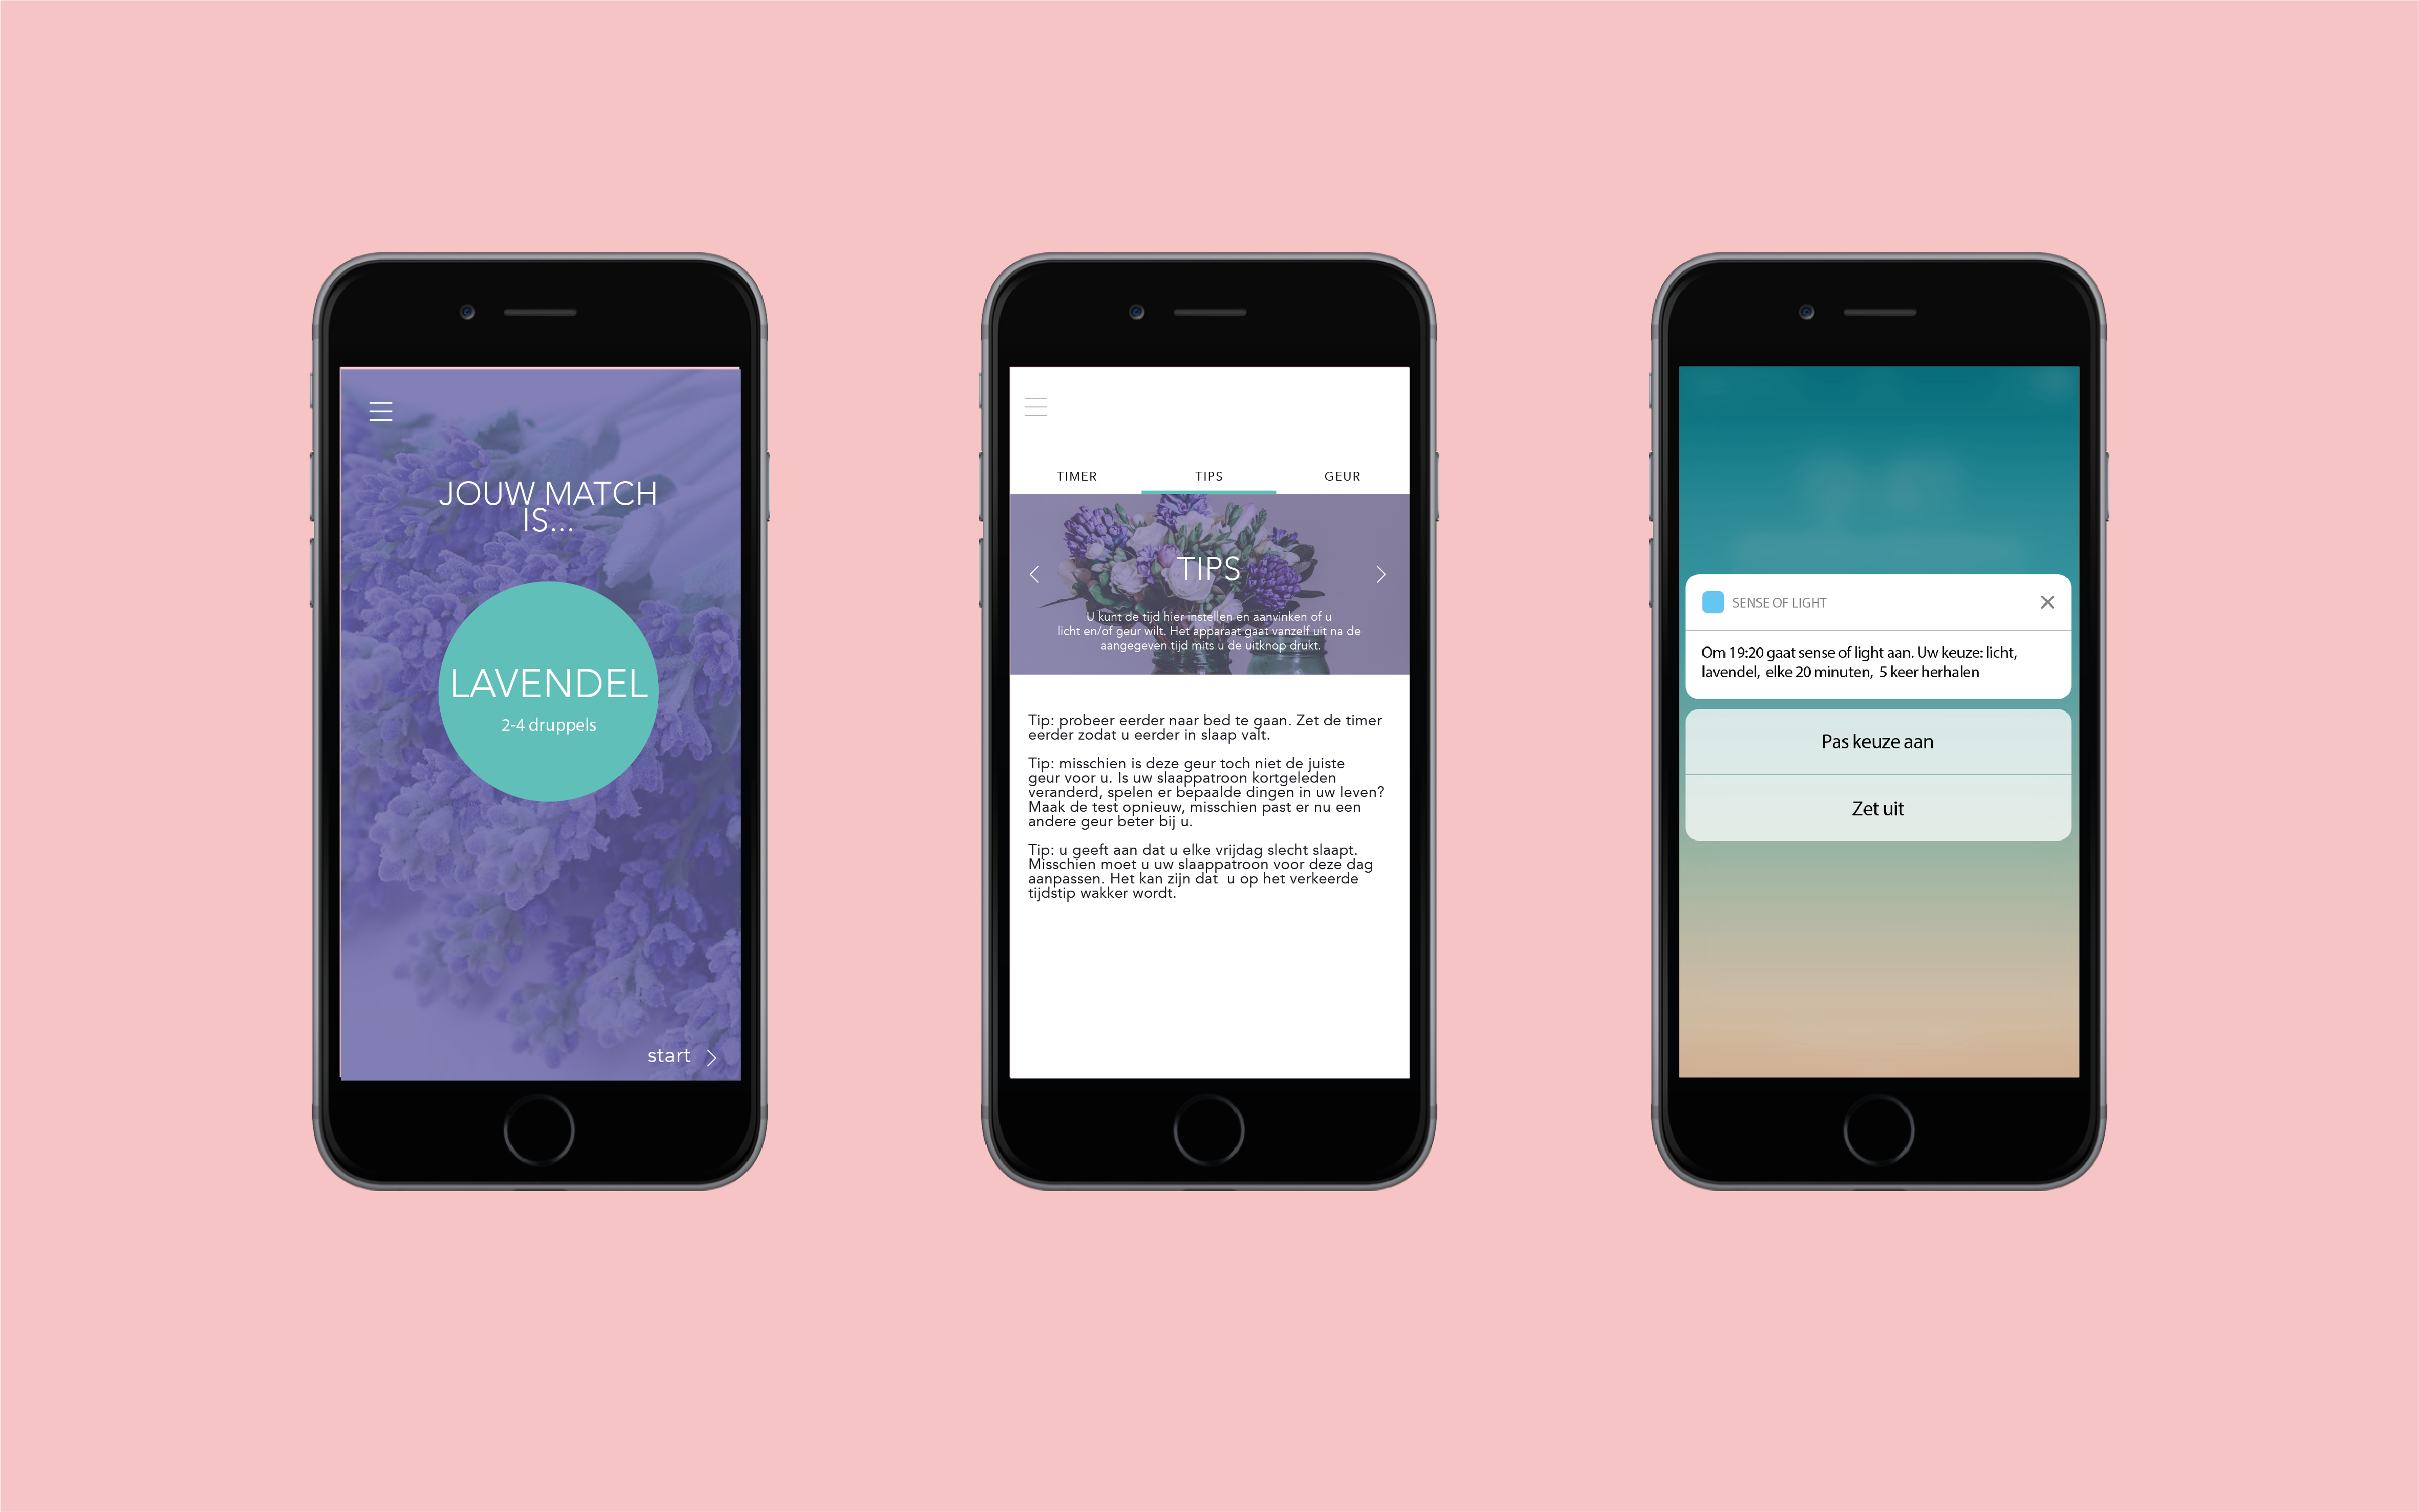 JOUW MATCH
IS...
LAVENDEL
2-4 druppels
start
TIMER
TIPS
GEUR
TIPS
U kunt de tijd hier instellen en aanvinken of u
licht en/of geur wilt. Het apparaat gaat vanzelf uit na de
aangegeven tijd mits u de uitknop drukt.
Tip: probeer eerder naar bed te gaan. Zet de timer
eerder zodat u eerder in slaap valt.
Tip: misschien is deze geur toch niet de juiste
geur voor u. Is uw slaappatroon kortgeleden
veranderd, spelen er bepaalde dingen in uw leven?
Maak de test opnieuw, misschien past er nu een
andere geur beter bij u.
Tip: u geeft aan dat u elke vrijdag slecht slaapt.
Misschien moet u uw slaappatroon voor deze dag
aanpassen. Het kan zijn dat  u op het verkeerde
tijdstip wakker wordt.
SENSE OF LIGHT
Om 19:20 gaat sense of light aan. Uw keuze: licht,
lavendel,  elke 20 minuten,  5 keer herhalen
Pas keuze aan
Zet uit